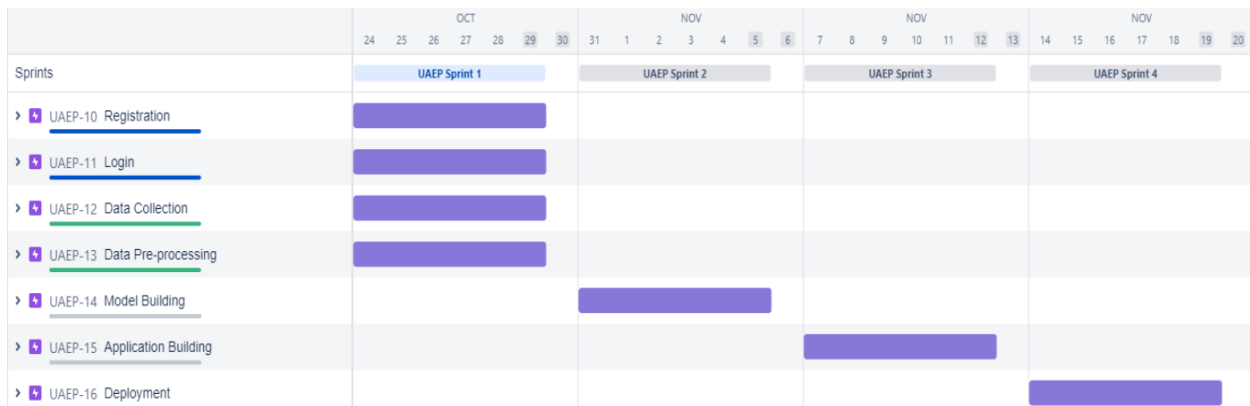 OCT NOV NOV NOV
24 25 26 27 28 29 30 31 1 2 3 4 5 6 7 8 9 10 11 12 13 14 15 16 17 18 19 20
Sprints UAEP Sprint 1 UAEP Sprint 2 UAEP Sprint 3 UAEP Sprint 4
UAEP-10 Registration
UAEP-11 Login
UAEP-12 Data Collection
UAEP-13 Data Pre-processing
UAEP-14 Model Building
UAEP-15 Application Building
UAEP-16 Deployment